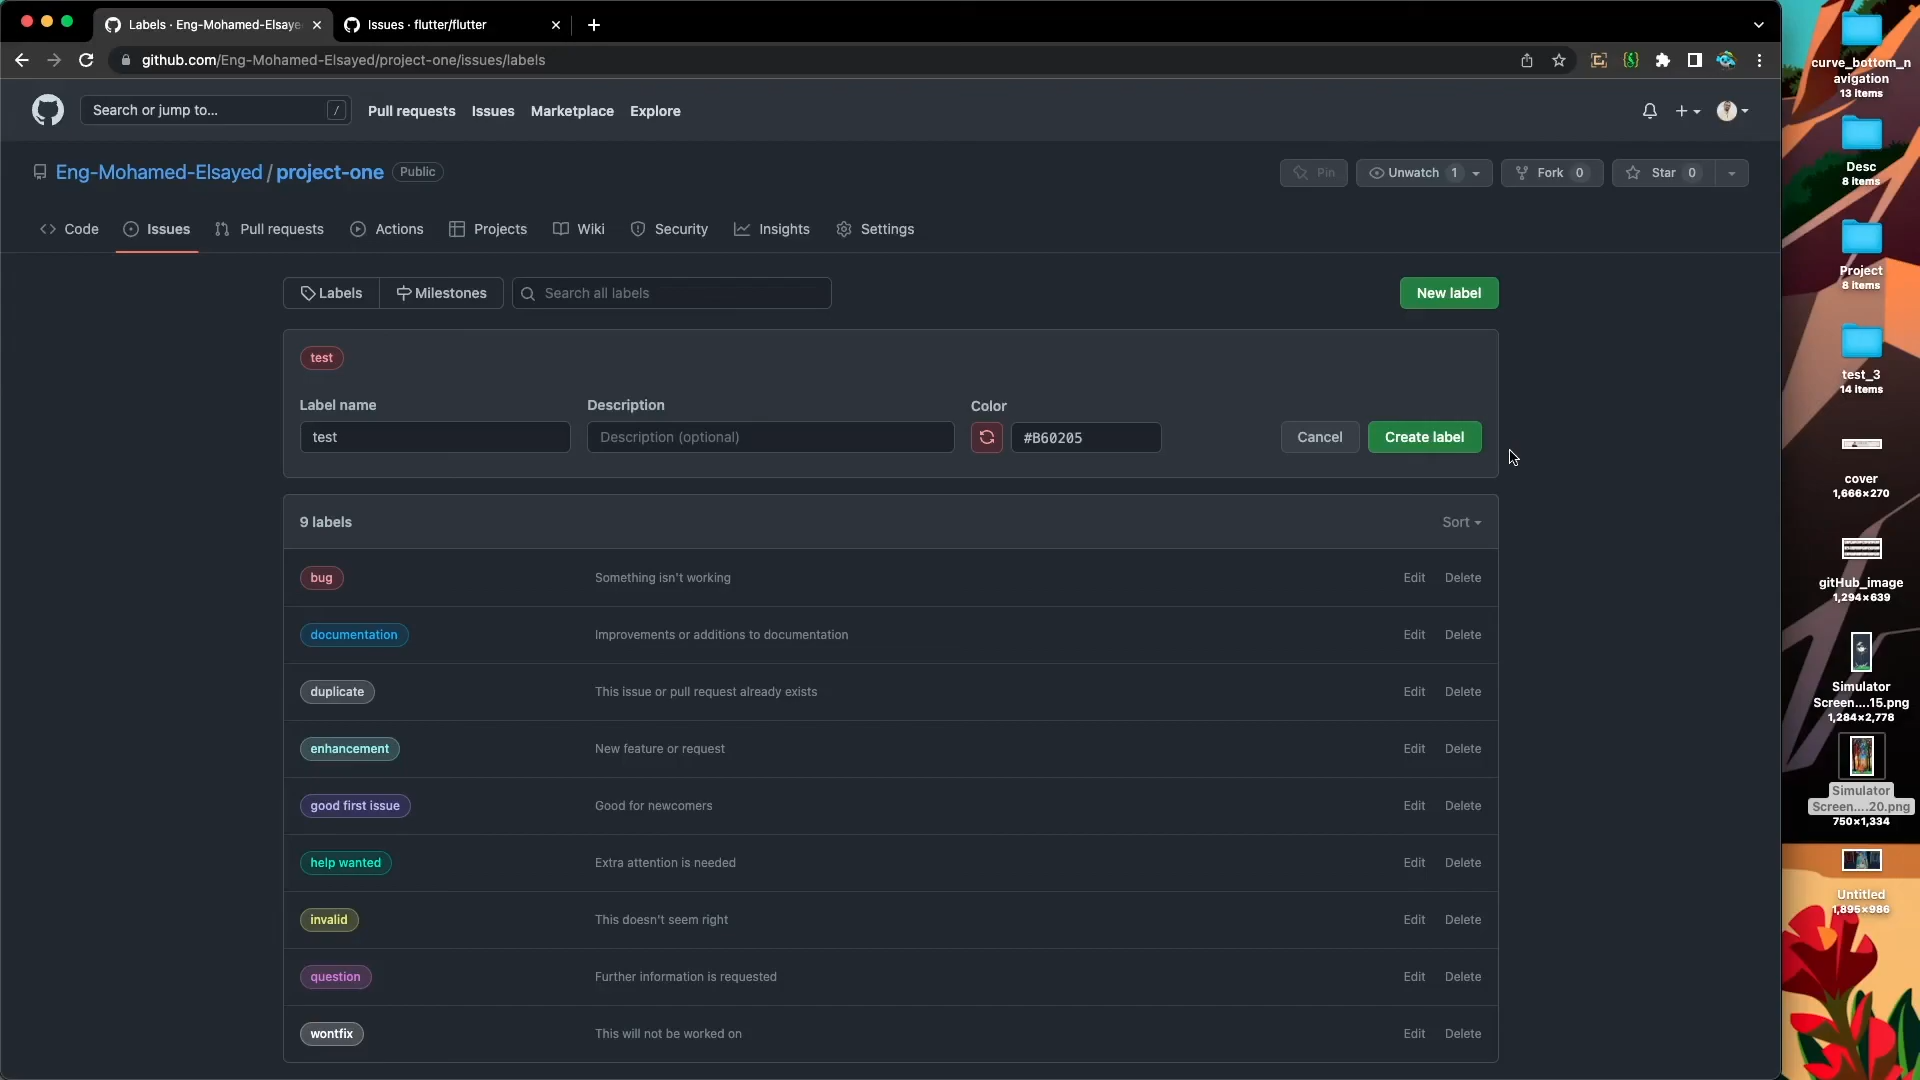 Labels · Eng-Mohamed-Elsaye
Issues · flutter/flutter
github.com/Eng-Mohamed-Elsayed/project-one/issues/labels
Search or jump to... /
Pull requests
Issues
Marketplace
Explore
Eng-Mohamed-Elsayed / project-one
Public
Pin
Unwatch 1
Fork 0
Star 0
Code
Issues
Pull requests
Actions
Projects
Wiki
Security
Insights
Settings
Labels
Milestones
Search all labels
New label
test
Label name
Description
Color
test
Description (optional)
#B60205
Cancel
Create label
9 labels
Sort
bug
Something isn't working
Edit
Delete
documentation
Improvements or additions to documentation
Edit
Delete
duplicate
This issue or pull request already exists
Edit
Delete
enhancement
New feature or request
Edit
Delete
good first issue
Good for newcomers
Edit
Delete
help wanted
Extra attention is needed
Edit
Delete
invalid
This doesn't seem right
Edit
Delete
question
Further information is requested
Edit
Delete
wontfix
This will not be worked on
Edit
Delete
curve_bottom_n
avigation
13 items
Desc
8 items
Project
8 items
test_3
14 items
cover
1,666×270
gitHub_image
1,294×639
Simulator
Screen....15.png
1,284×2,778
Simulator
Screen....20.png
750×1,334
Untitled
1,895×986